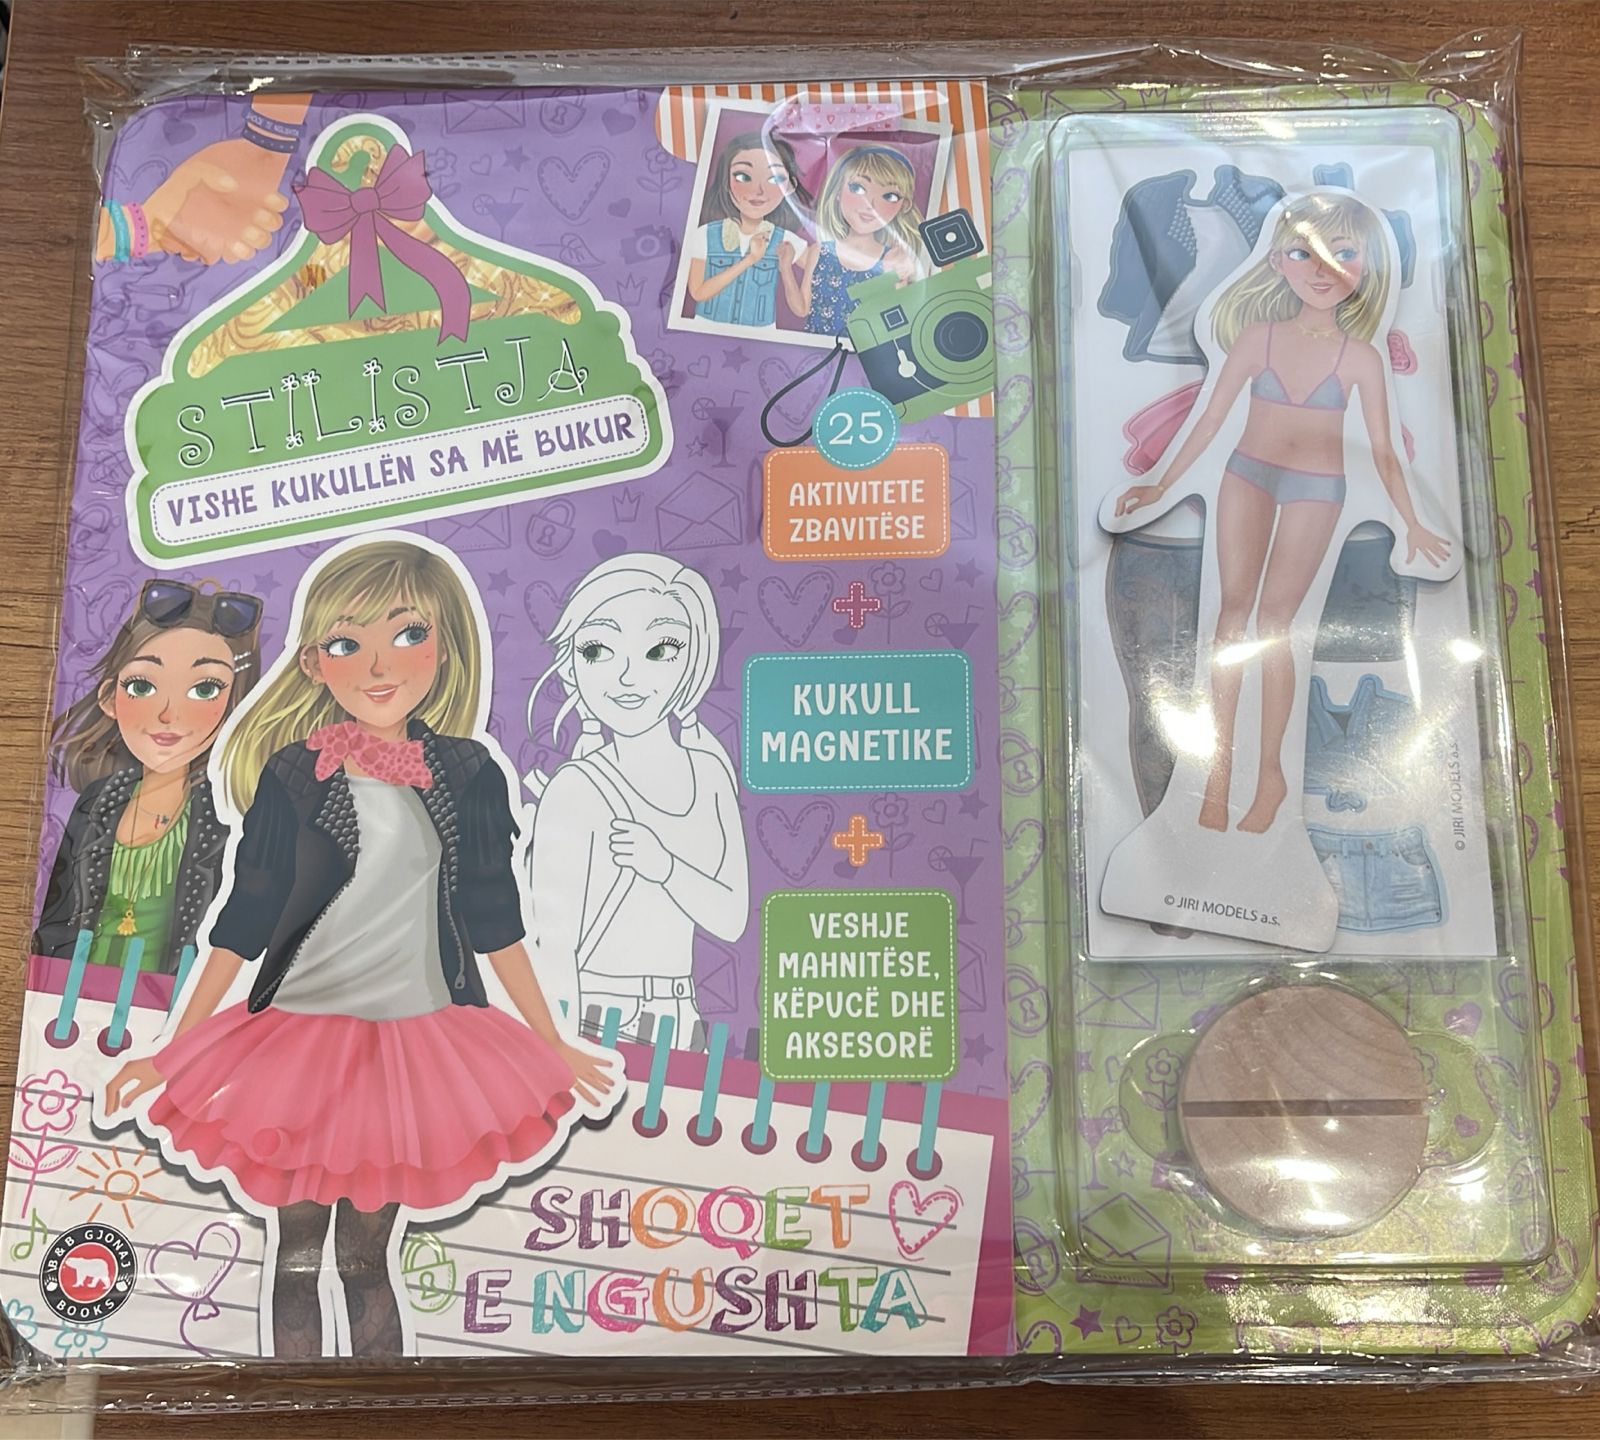 STILISTJA
VISHE KUKULLËN SA MË BUKUR
25
AKTIVITETE
ZBAVITËSE
+
KUKULL
MAGNETIKE
+
VESHJE
MAHNITËSE,
KËPUCË DHE
AKSESORË
SHOQET
E NGUSHTA
B&B GJONAJ
BOOKS
© JIRI MODELS a.s.
© JIRI MODELS a.s.